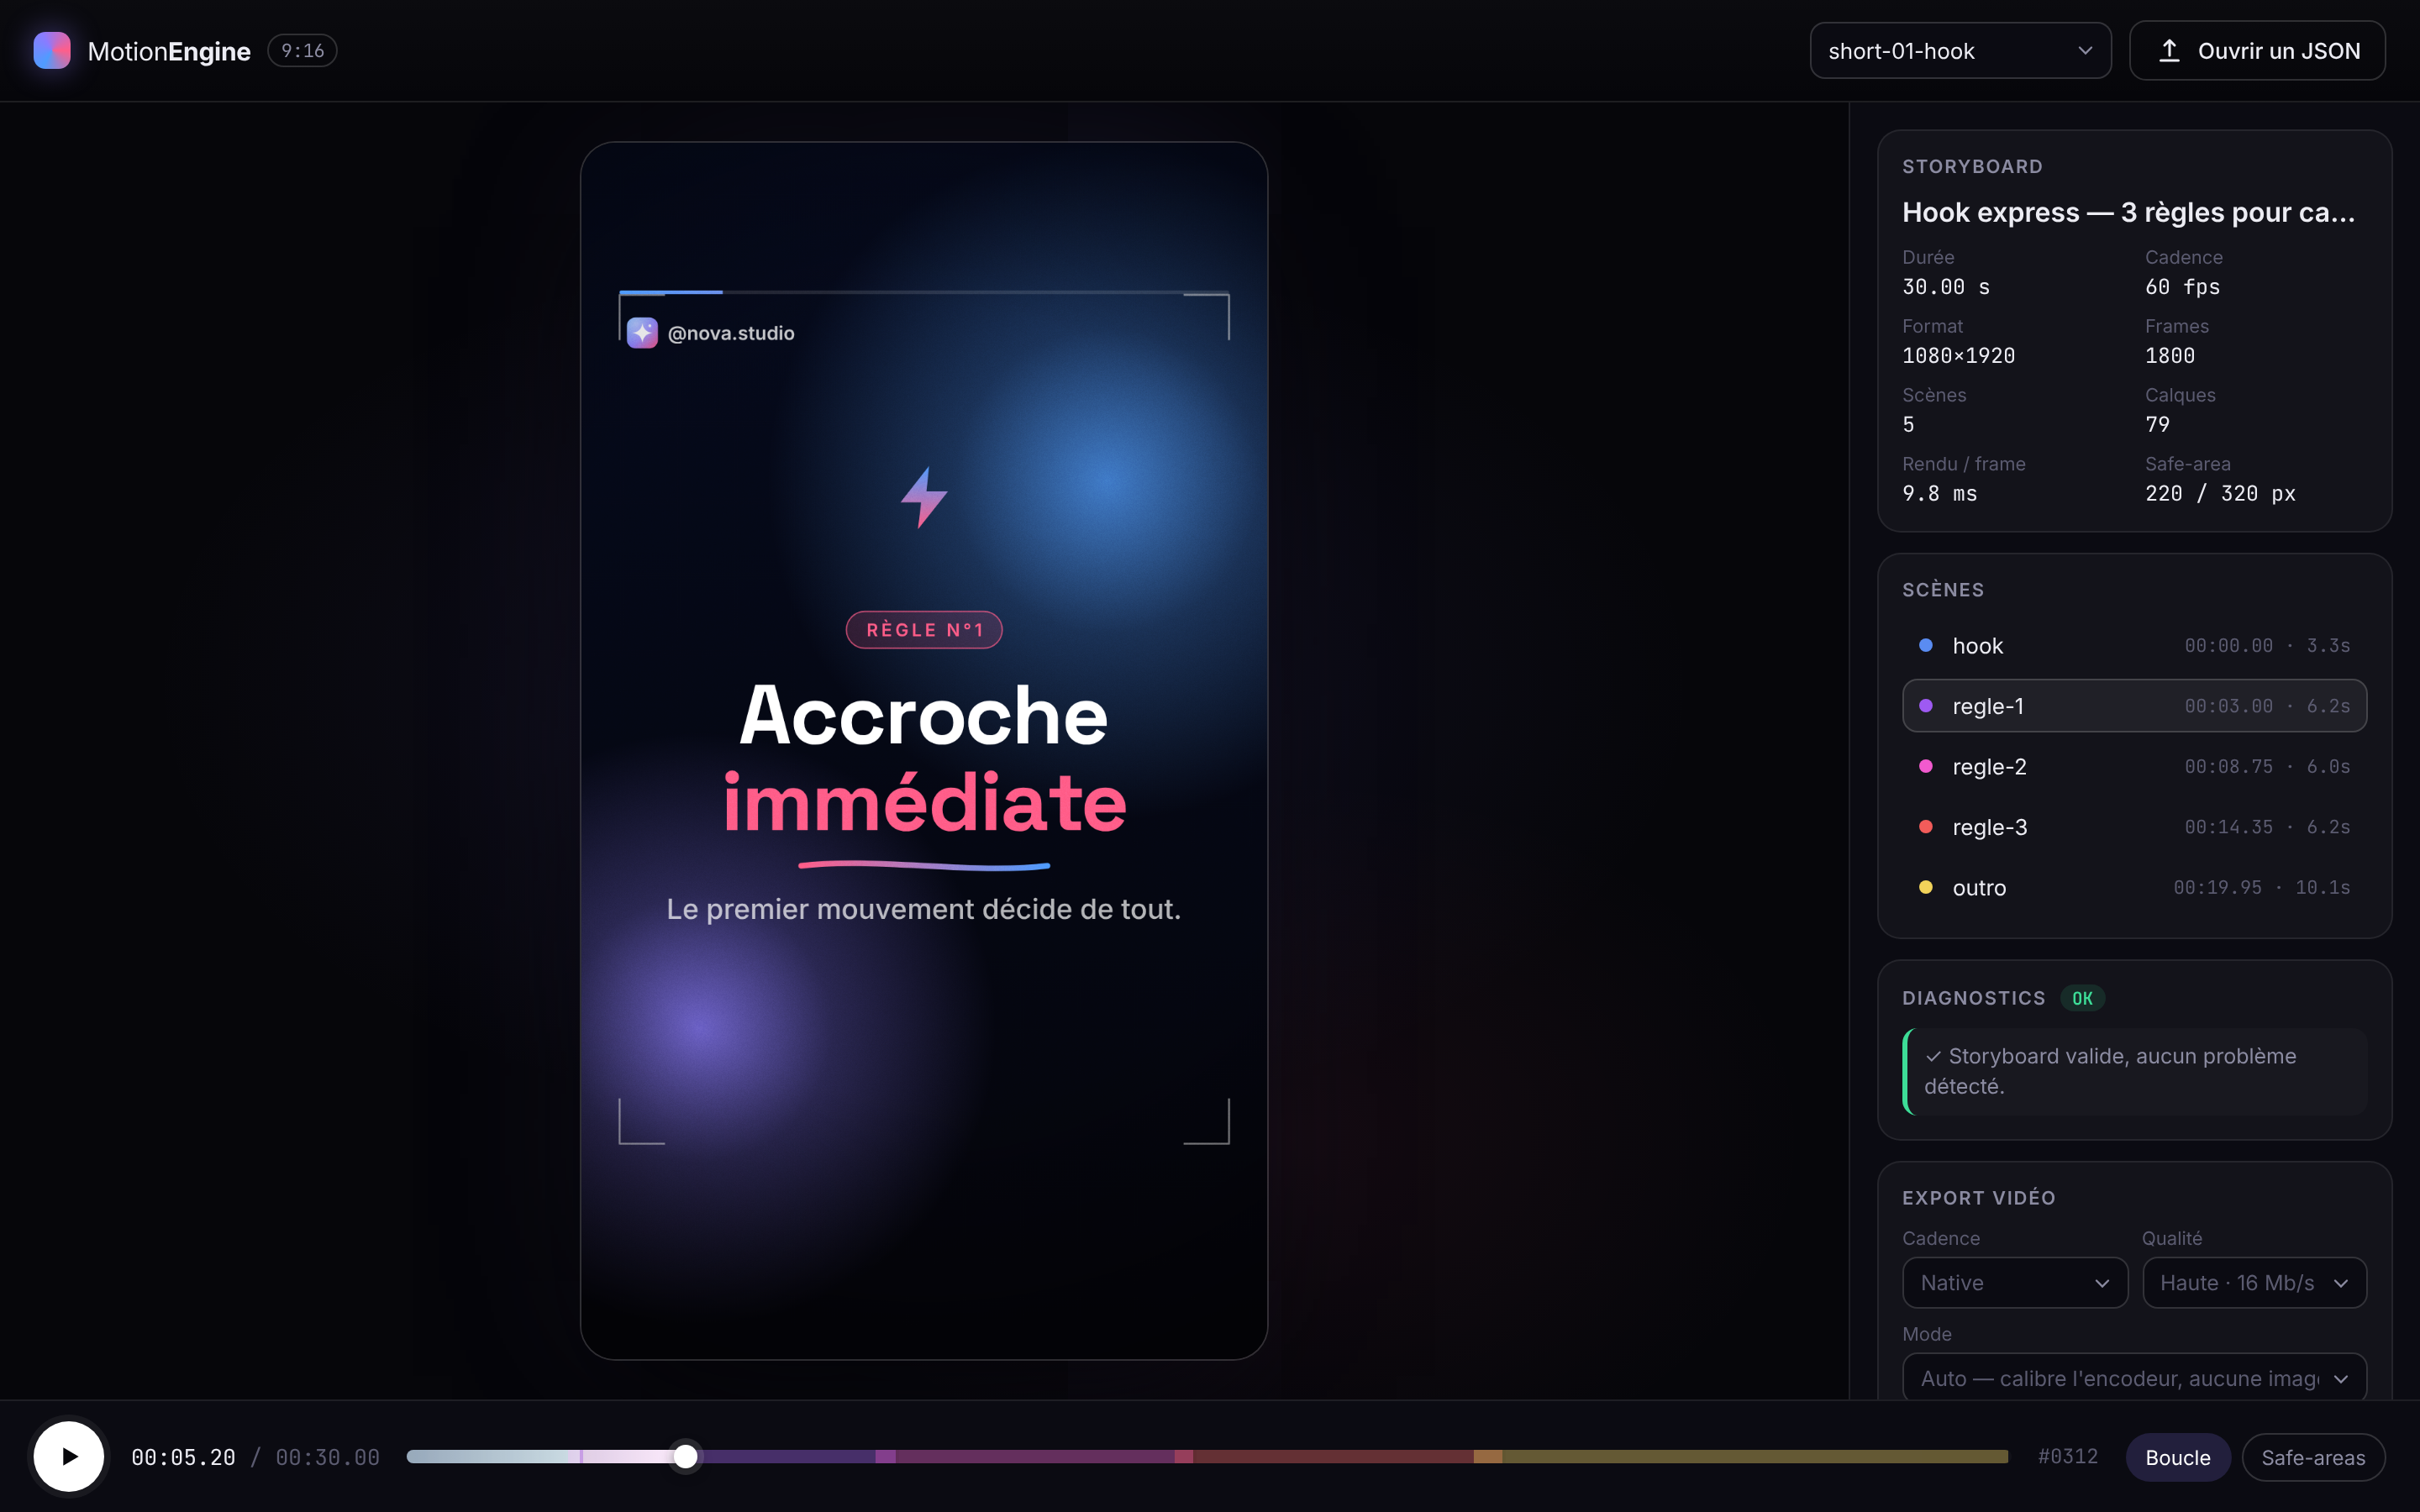 MotionEngine 9:16
short-01-hook
Ouvrir un JSON
@nova.studio
RÈGLE N°1
Accroche
immédiate
Le premier mouvement décide de tout.
STORYBOARD
Hook express — 3 règles pour ca...
Durée Cadence
30.00 s 60 fps
Format Frames
1080×1920 1800
Scènes Calques
5 79
Rendu / frame Safe-area
9.8 ms 220 / 320 px
SCÈNES
hook 00:00.00 · 3.3s
regle-1 00:03.00 · 6.2s
regle-2 00:08.75 · 6.0s
regle-3 00:14.35 · 6.2s
outro 00:19.95 · 10.1s
DIAGNOSTICS OK
✓ Storyboard valide, aucun problème
détecté.
EXPORT VIDÉO
Cadence Qualité
Native Haute · 16 Mb/s
Mode
Auto — calibre l'encodeur, aucune imag
00:05.20 / 00:30.00
#0312
Boucle
Safe-areas